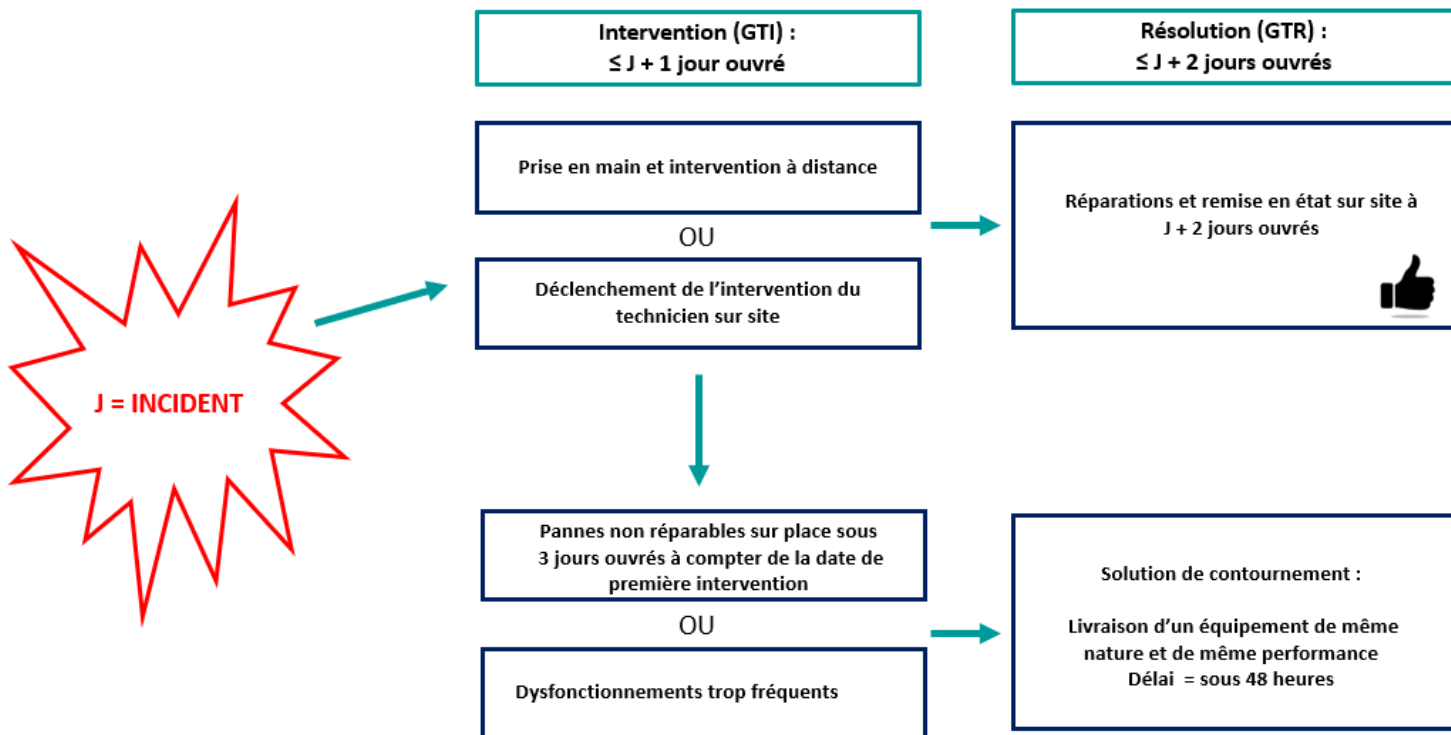 Intervention (GTI) :
≤ J + 1 jour ouvré
Résolution (GTR) :
≤ J + 2 jours ouvrés
Prise en main et intervention à distance
OU
Déclenchement de l’intervention du
technicien sur site
Réparations et remise en état sur site à
J + 2 jours ouvrés
J = INCIDENT
Pannes non réparables sur place sous
3 jours ouvrés à compter de la date de
première intervention
OU
Dysfonctionnements trop fréquents
Solution de contournement :
Livraison d’un équipement de même
nature et de même performance
Délai  = sous 48 heures